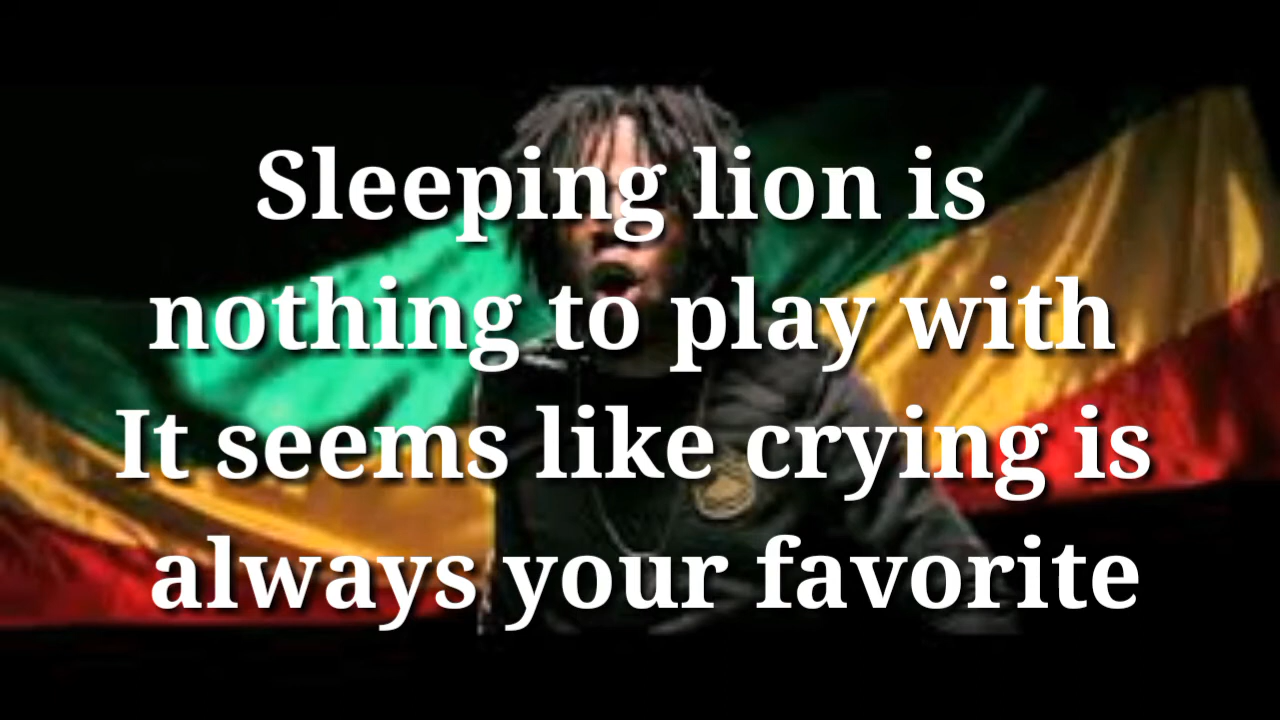 Sleeping lion is
nothing to play with
It seems like crying is
always your favorite